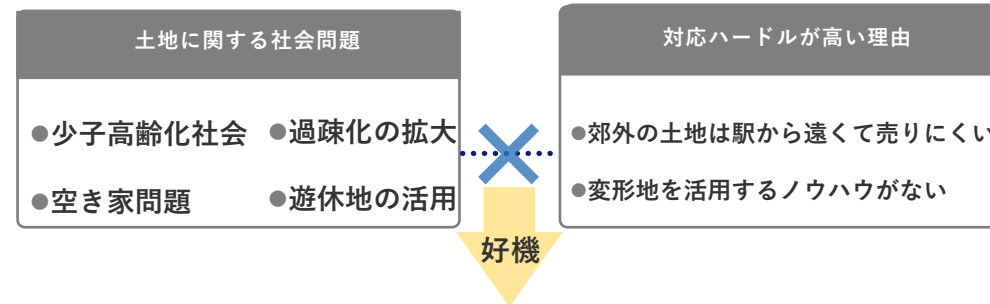 土地に関する社会問題
●少子高齢化社会 ●過疎化の拡大
●空き家問題 ●遊休地の活用
対応ハードルが高い理由
●郊外の土地は駅から遠くて売りにくい
●変形地を活用するノウハウがない
好機